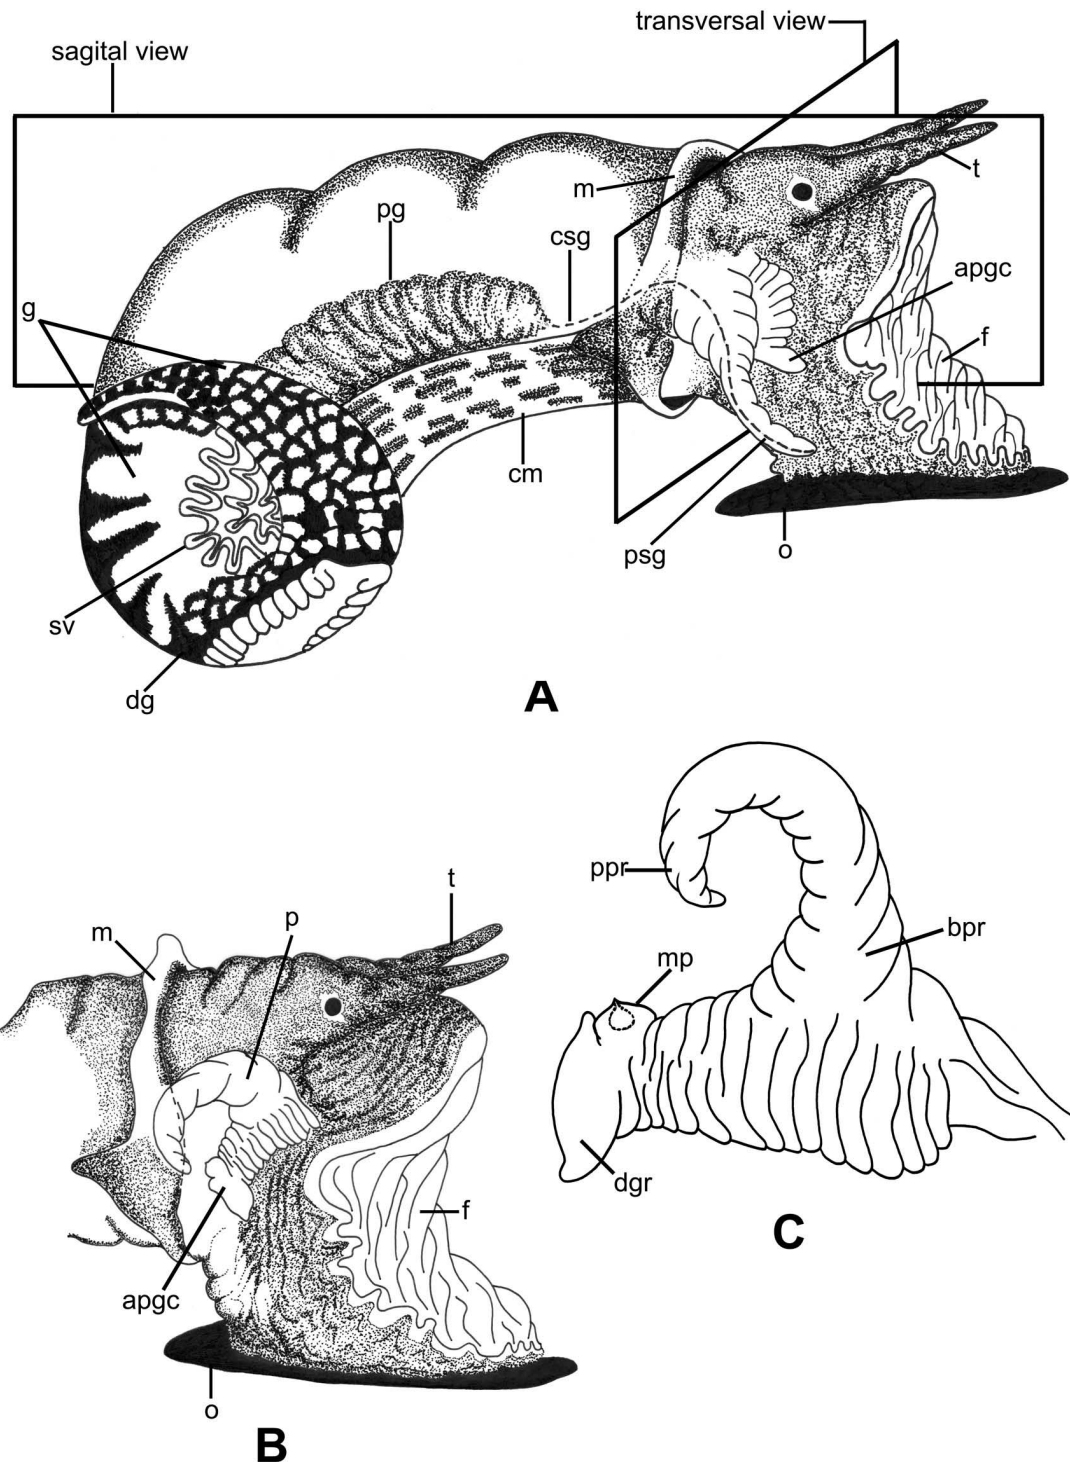 transversal view
sagital view
t
m
pg
csg
apgc
g
f
cm
psg
o
sv
dg
A
ppr
t
p
bpr
m
mp
f
dgr
apgc
C
o
B